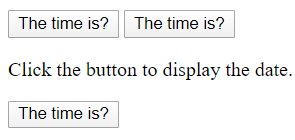 The time is? The time is?
Click the button to display the date.
The time is?